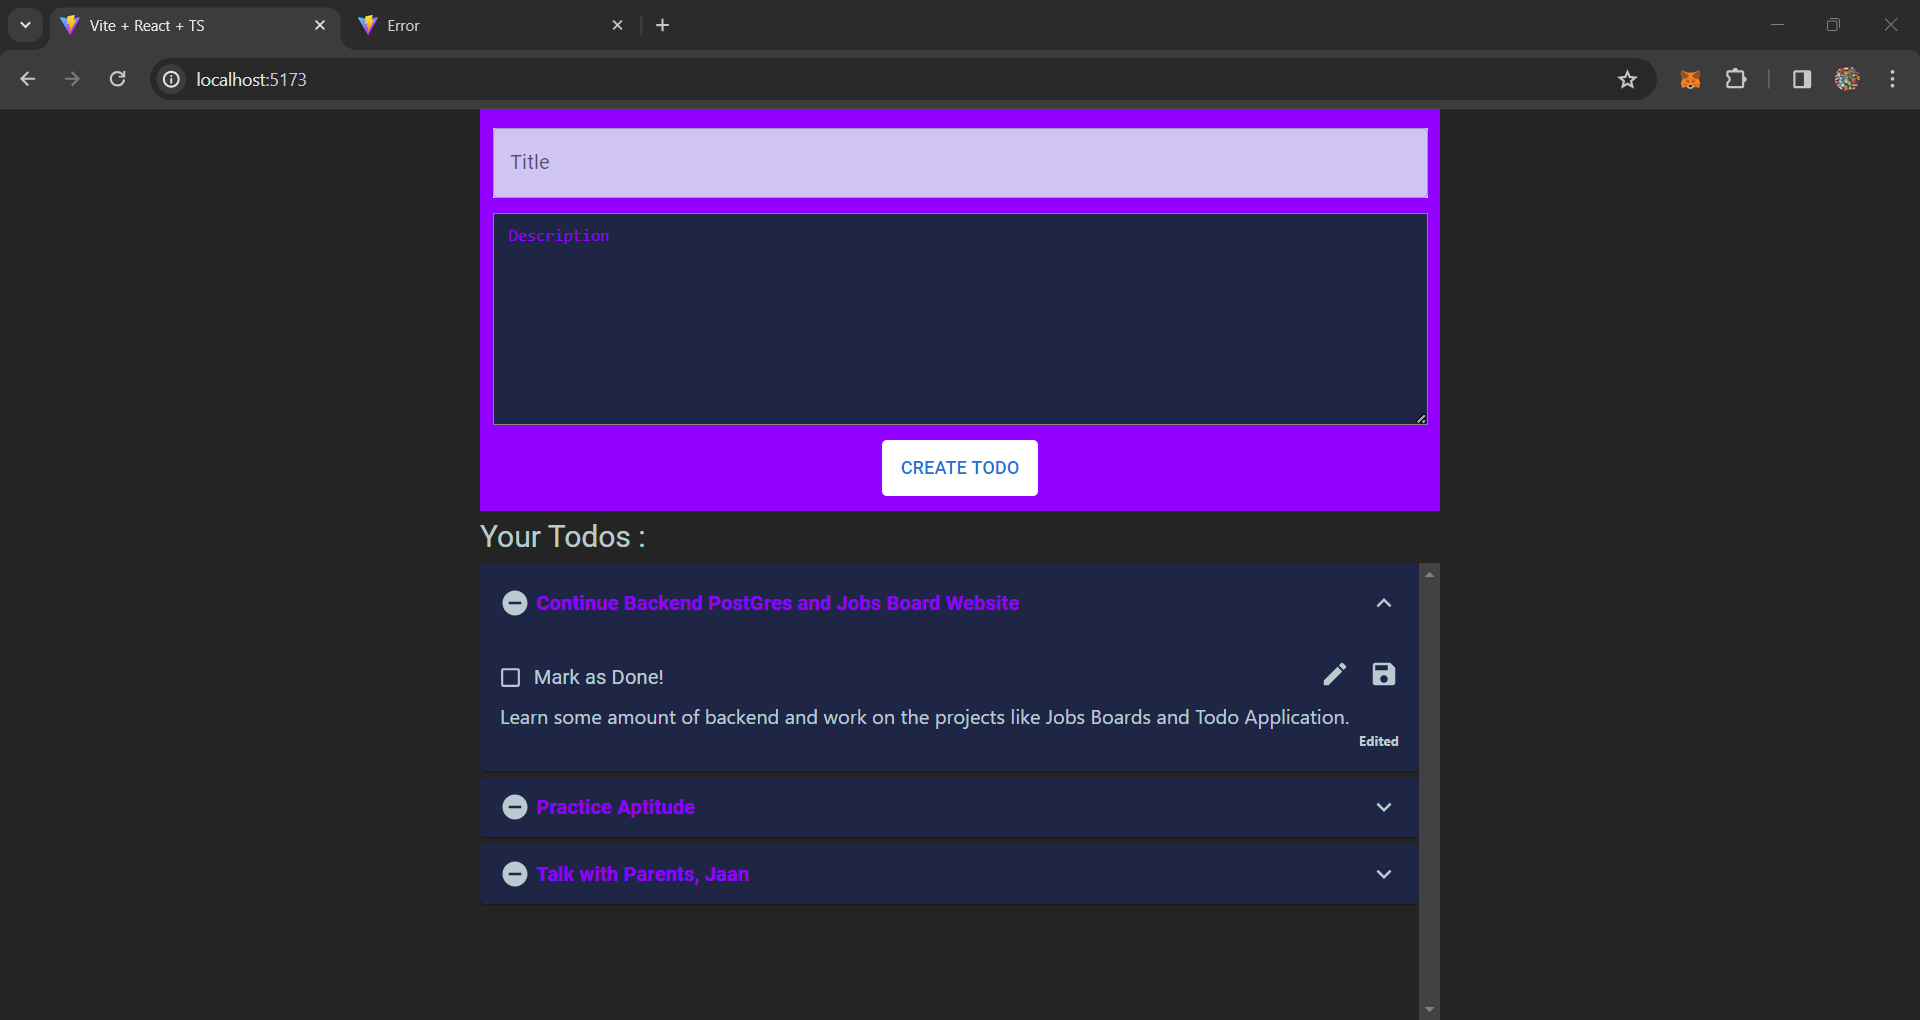 Vite + React + TS
Error
localhost:5173
Title
Description
CREATE TODO
Your Todos :
Continue Backend PostGres and Jobs Board Website
Mark as Done!
Learn some amount of backend and work on the projects like Jobs Boards and Todo Application.
Edited
Practice Aptitude
Talk with Parents, Jaan